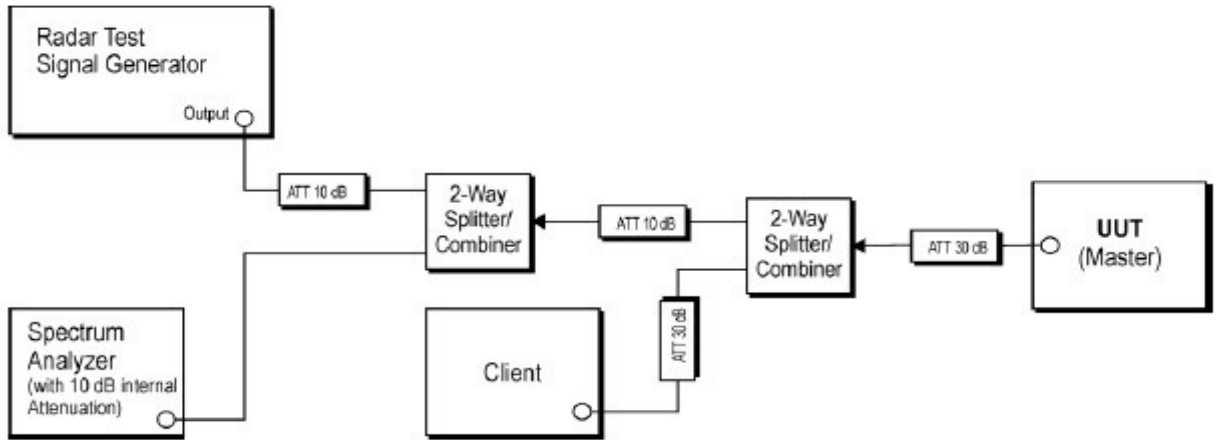 Radar Test
Signal Generator
Output
ATT 10 dB
2-Way
Splitter/
Combiner
ATT 10 dB
2-Way
Splitter/
Combiner
ATT 30 dB
UUT
(Master)
Spectrum
Analyzer
(with 10 dB internal
Attenuation)
Client
ATT 30 dB